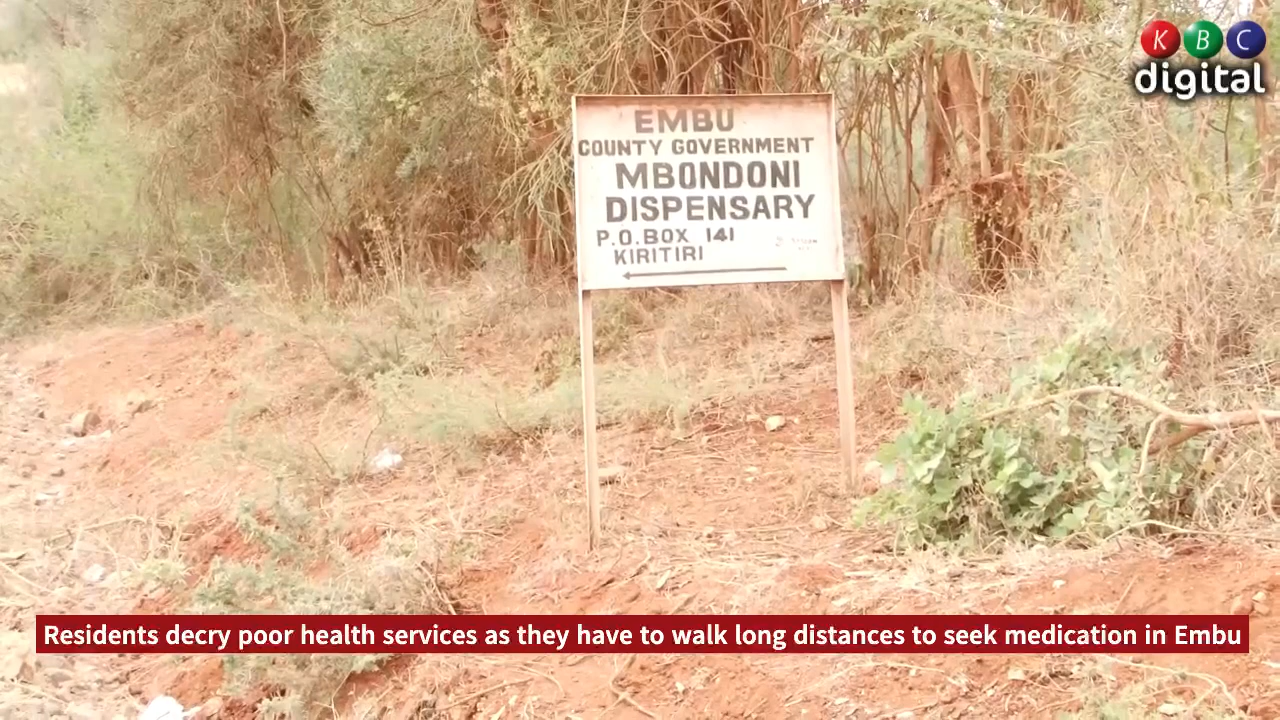 K B C
digital
EMBU
COUNTY GOVERNMENT
MBONDONI
DISPENSARY
P.O.BOX 141
KIRITIRI
Residents decry poor health services as they have to walk long distances to seek medication in Embu